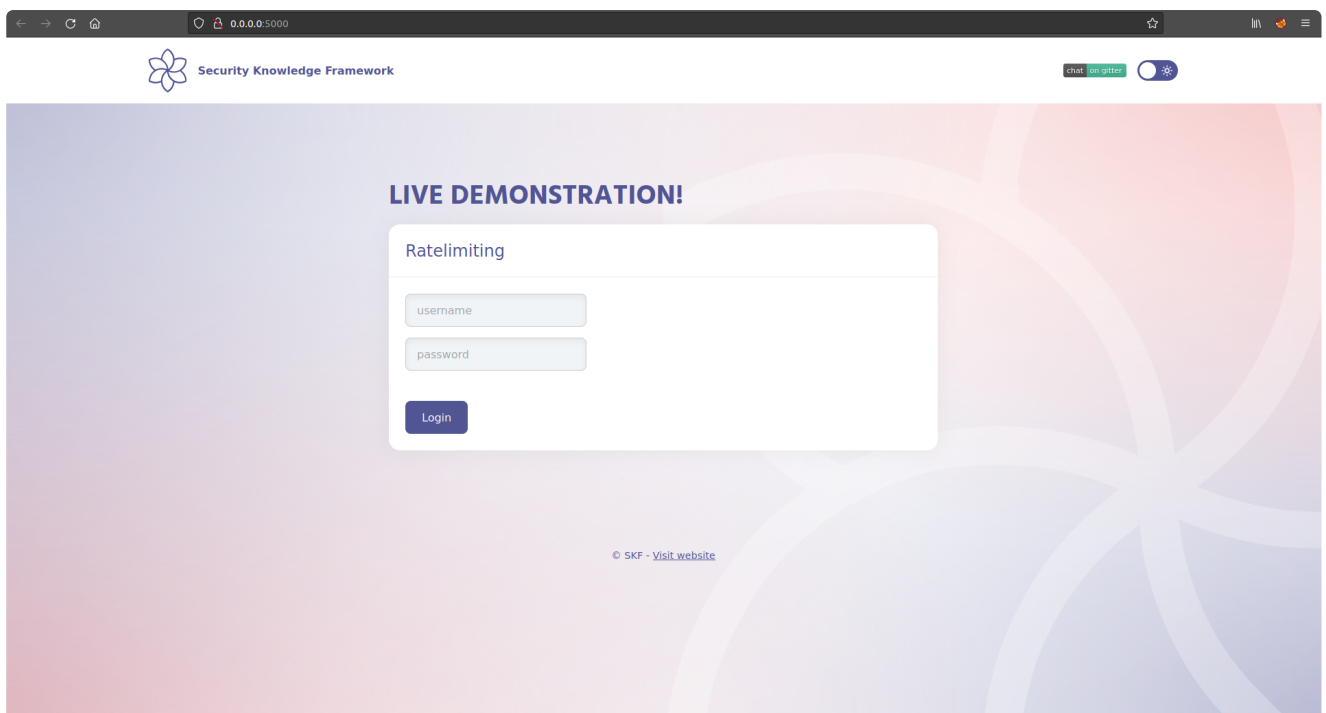 0.0.0.0:5000
Security Knowledge Framework
chat on gitter
LIVE DEMONSTRATION!
Ratelimiting
username
password
Login
© SKF - Visit website